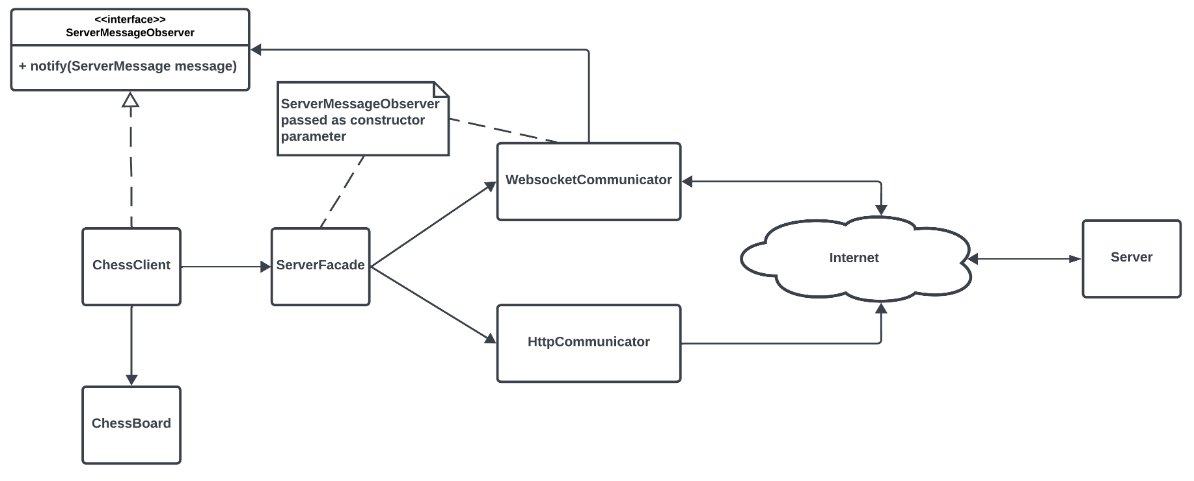 <<interface>>
ServerMessageObserver
+ notify(ServerMessage message)
ServerMessageObserver
passed as constructor
parameter
WebsocketCommunicator
ChessClient
ServerFacade
Internet
Server
HttpCommunicator
ChessBoard